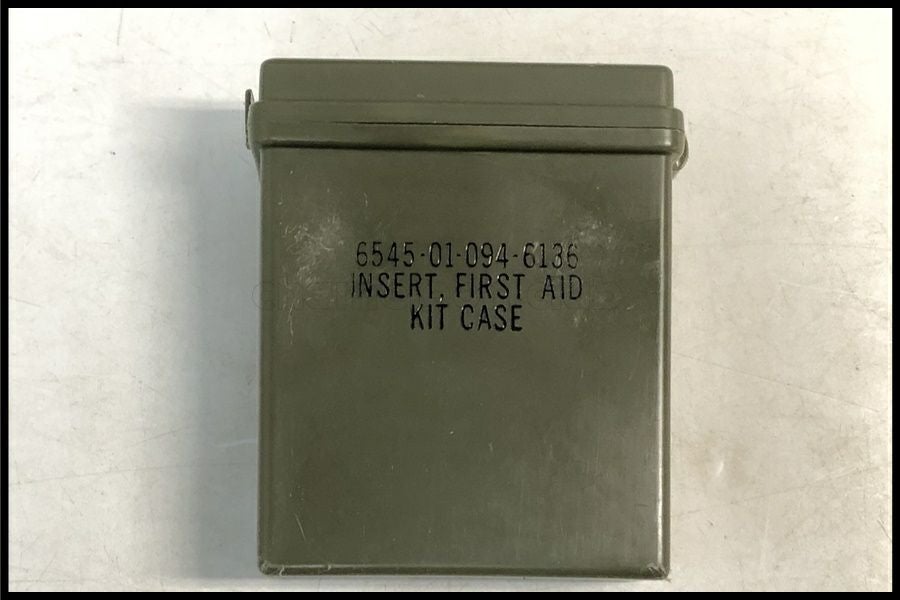 6545-01-094-6136
INSERT, FIRST AID
KIT CASE